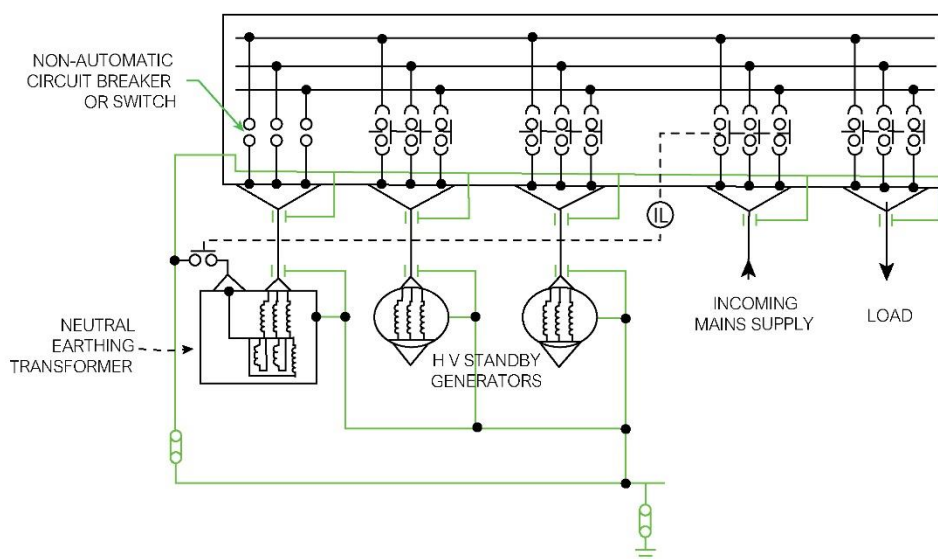 NON-AUTOMATIC
CIRCUIT BREAKER
OR SWITCH
IL
NEUTRAL
EARTHING
TRANSFORMER
H V STANDBY
GENERATORS
INCOMING
MAINS SUPPLY
LOAD